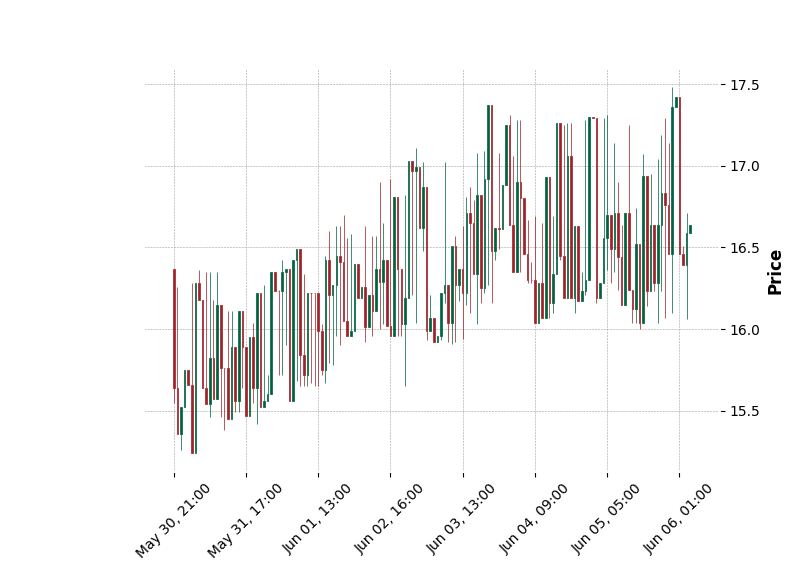 17.5
17.0
16.5
16.0
15.5
Price
May 30, 21:00
May 31, 17:00
Jun 01, 13:00
Jun 02, 16:00
Jun 03, 13:00
Jun 04, 09:00
Jun 05, 05:00
Jun 06, 01:00